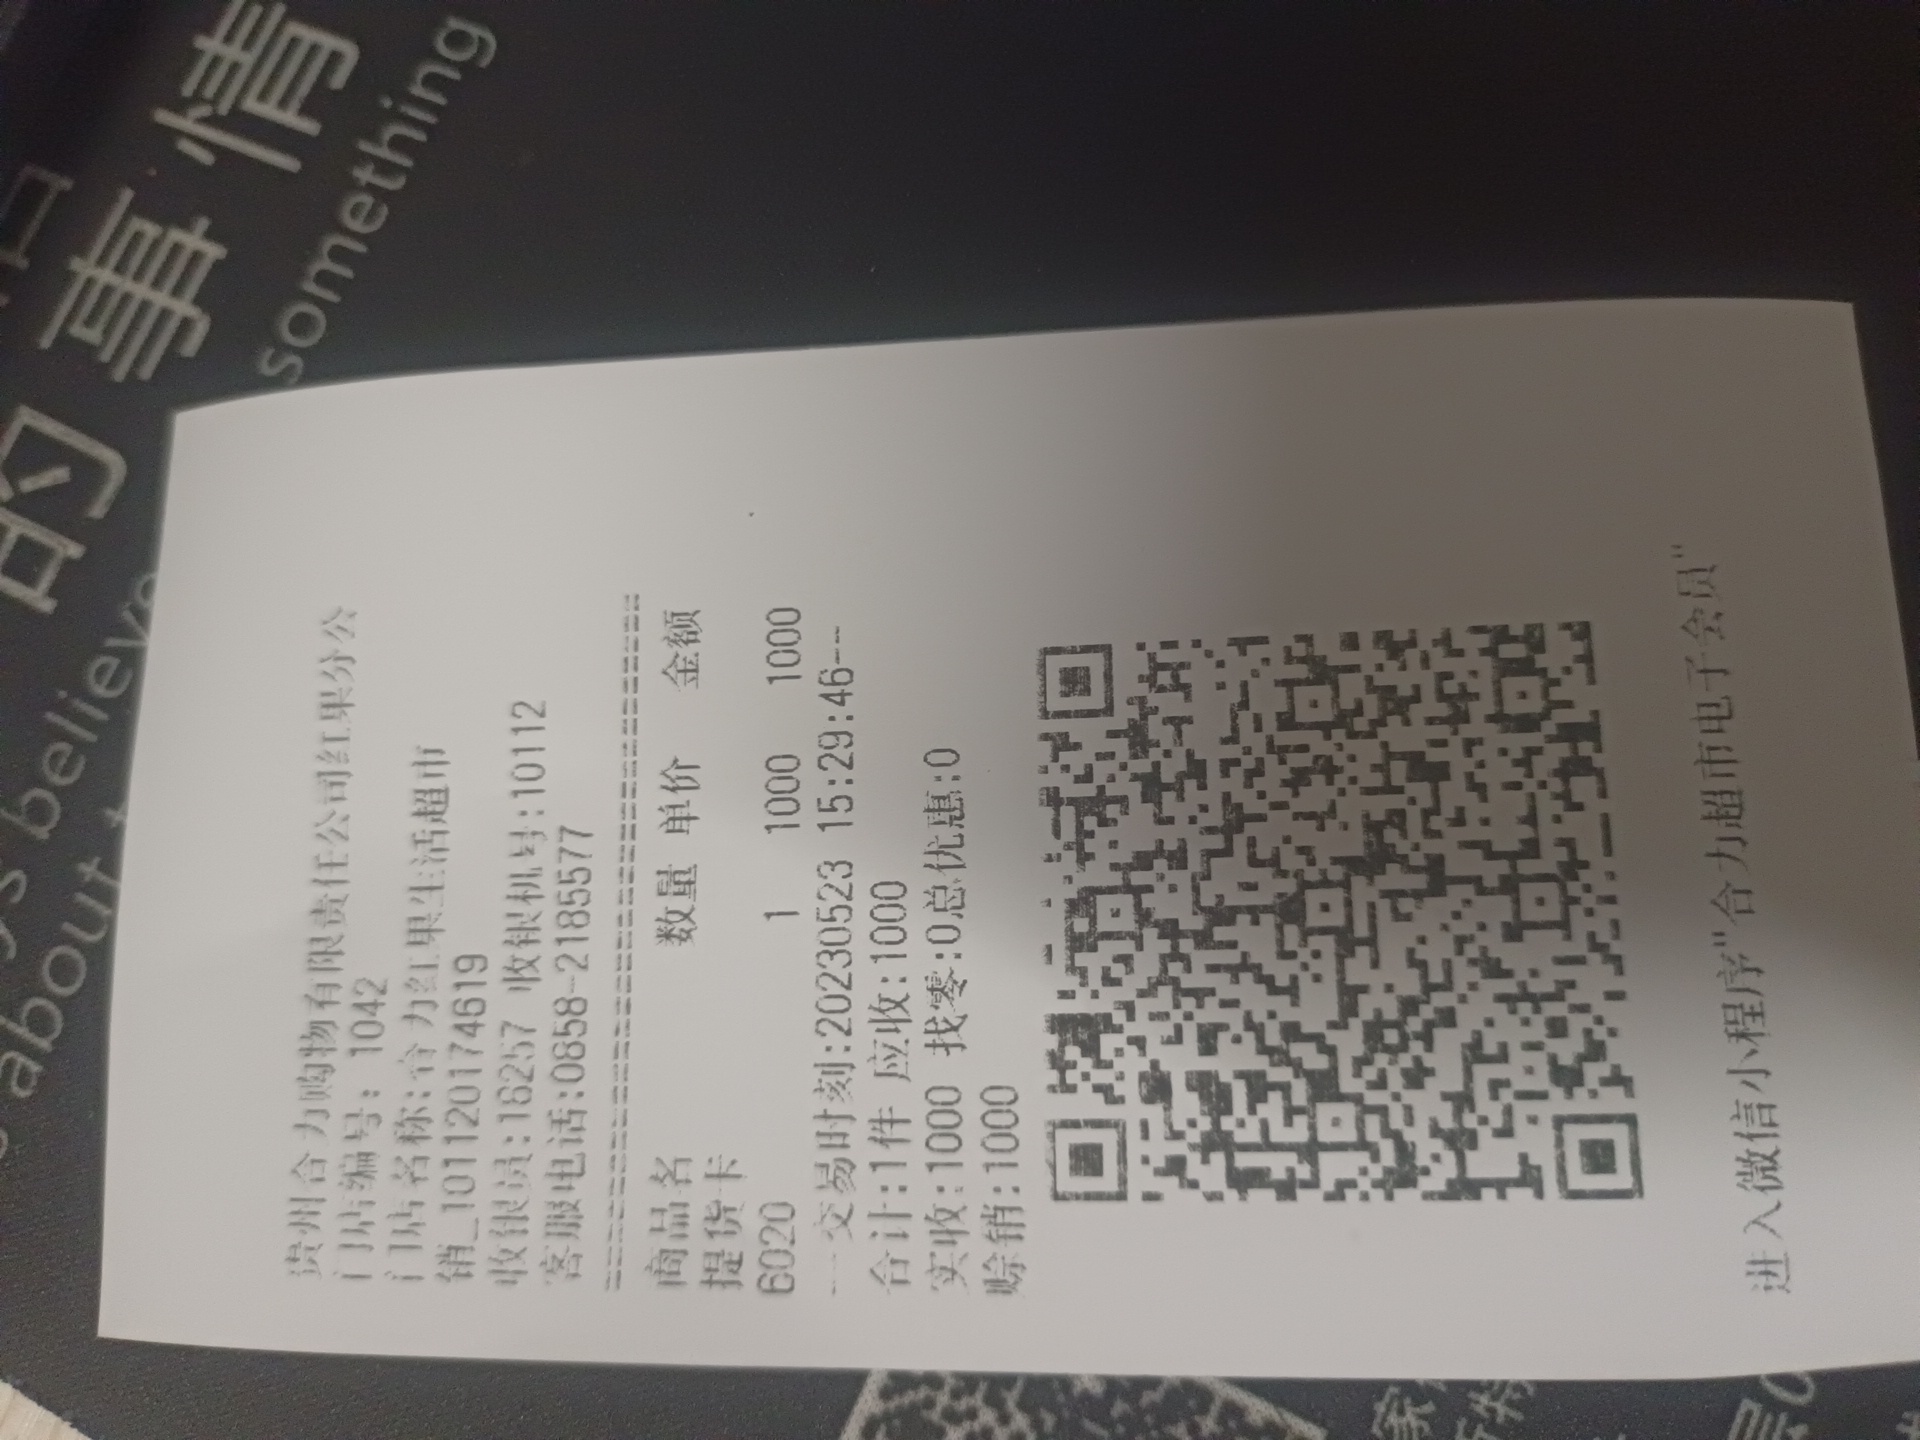 贵州合力购物有限责任公司红果分公
门店编号: 1042
门店名称:合力红果生活超市
销_101120174619
收银员:16257 收银机号:10112
客服电话:0858-2185577
商品名 数量 单价 金额
提货卡
6020 1 1000 1000
---交易时刻:20230523 15:29:46--
合计:1件 应收:1000
实收:1000 找零:0总优惠:0
赊销:1000
进入微信小程序"合力超市电子会员"
的 事情
believe
about
something